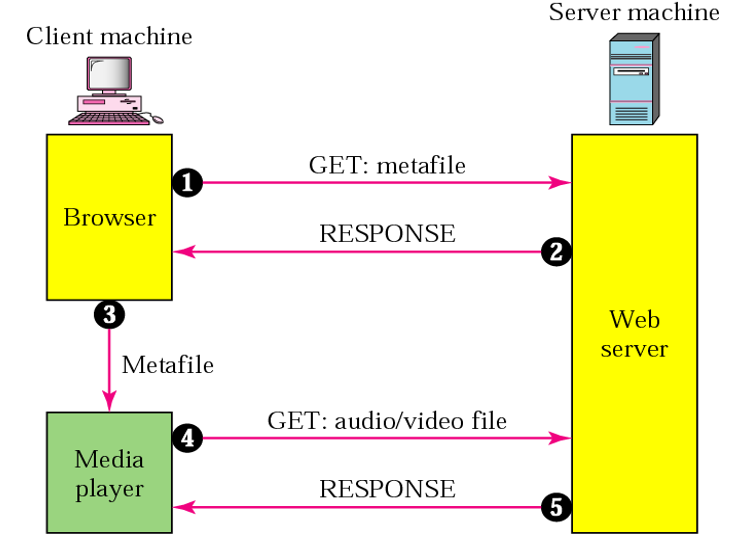 Server machine
Client machine
1
GET: metafile
Browser
RESPONSE
2
3
Web
server
Metafile
4
GET: audio/video file
Media
player
RESPONSE
5